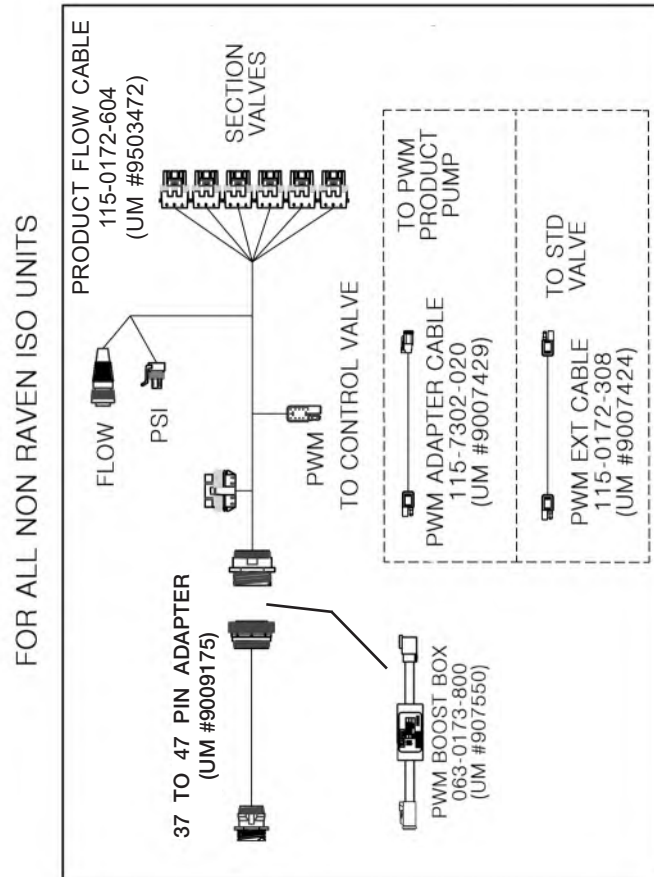 FOR ALL NON RAVEN ISO UNITS
PRODUCT FLOW CABLE
115-0172-604
(UM #9503472)
FLOW
PSI
SECTION
VALVES
PWM
TO CONTROL VALVE
37 TO 47 PIN ADAPTER
(UM #9009175)
PWM BOOST BOX
063-0173-800
(UM #907550)
PWM ADAPTER CABLE
115-7302-020
(UM #9007429)
TO PWM
PRODUCT
PUMP
PWM EXT CABLE
115-0172-308
(UM #9007424)
TO STD
VALVE